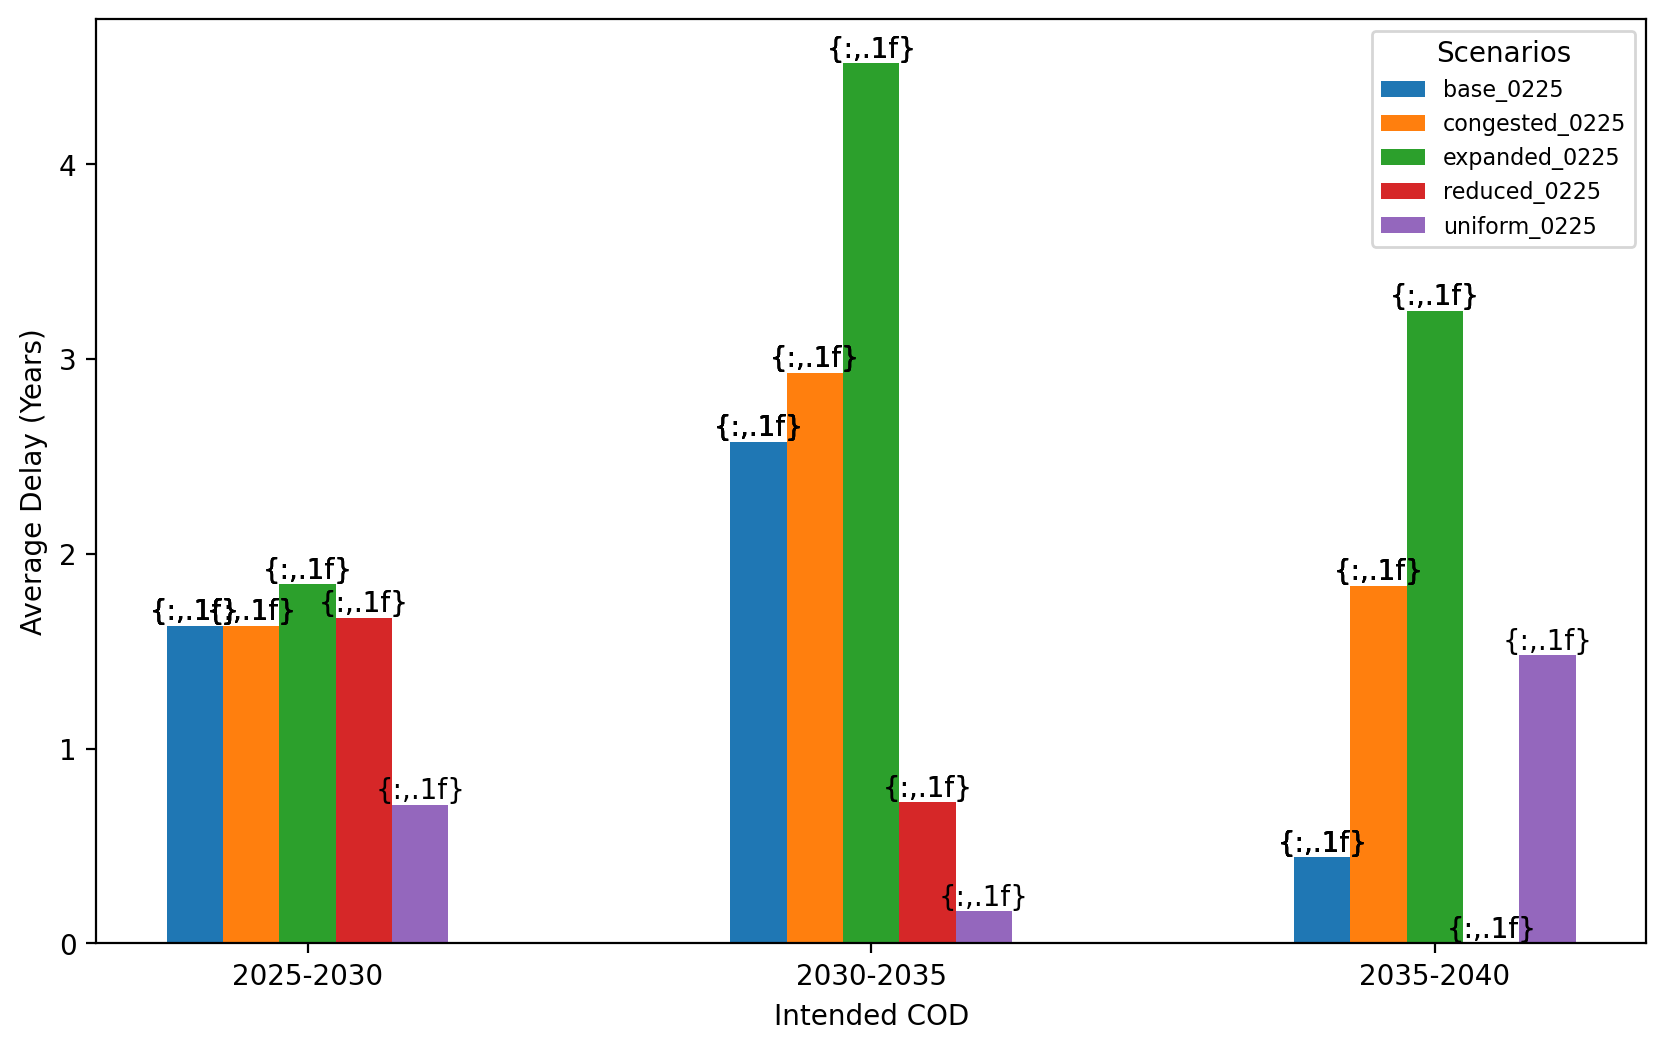 {:,.1f}
Scenarios
base_0225
congested_0225
expanded_0225
reduced_0225
uniform_0225
4
{:,.1f}
{:,.1f}
3
{:,.1f}
Average Delay (Years)
2
{:,.1f}
{:,.1f}
{:,.1f}
{:,.1f}
{:,.1f}
{:,.1f}
1
{:,.1f}
{:,.1f}
{:,.1f}
{:,.1f}
{:,.1f}
0
2025-2030
2030-2035
2035-2040
Intended COD